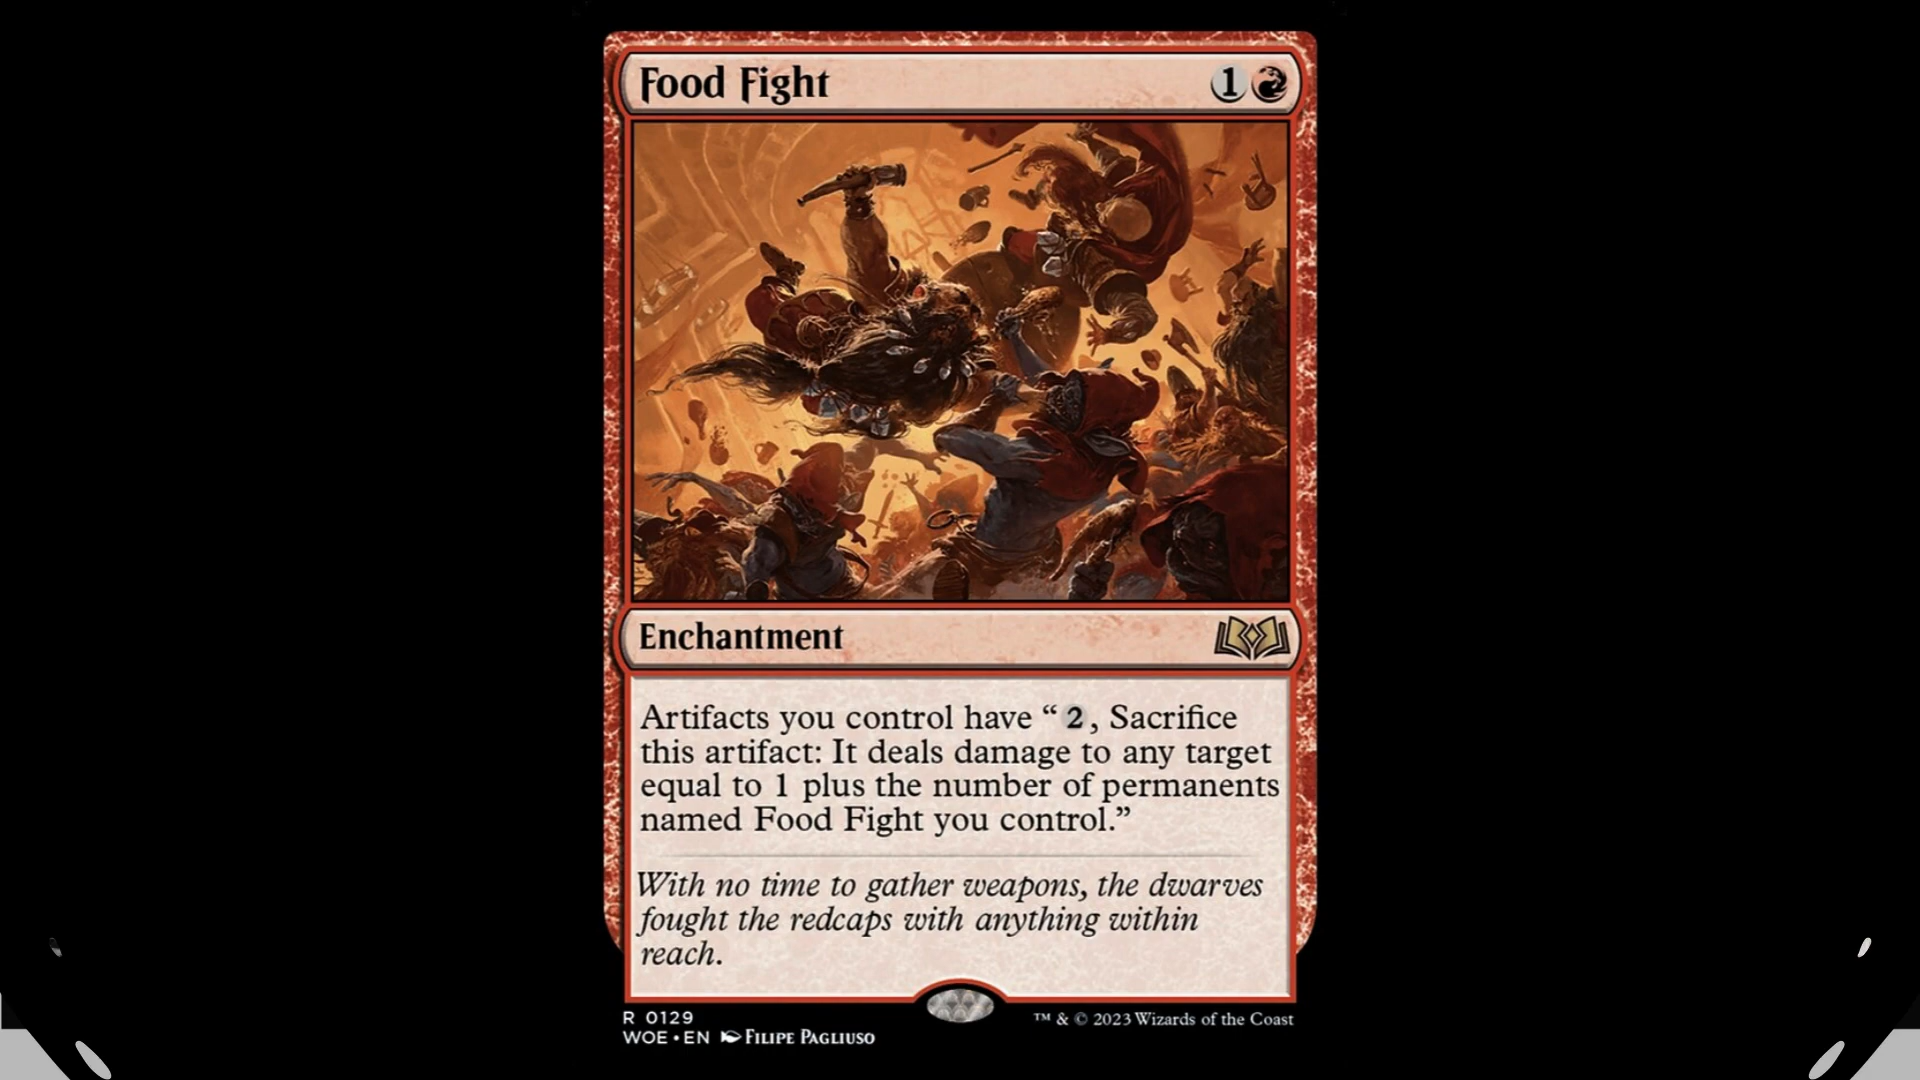 Food Fight 1
Enchantment
Artifacts you control have “2, Sacrifice
this artifact: It deals damage to any target
equal to 1 plus the number of permanents
named Food Fight you control.”
With no time to gather weapons, the dwarves
fought the redcaps with anything within
reach.
R 0129
WOE • EN FILIPE PAGLIUSO
™ & © 2023 Wizards of the Coast